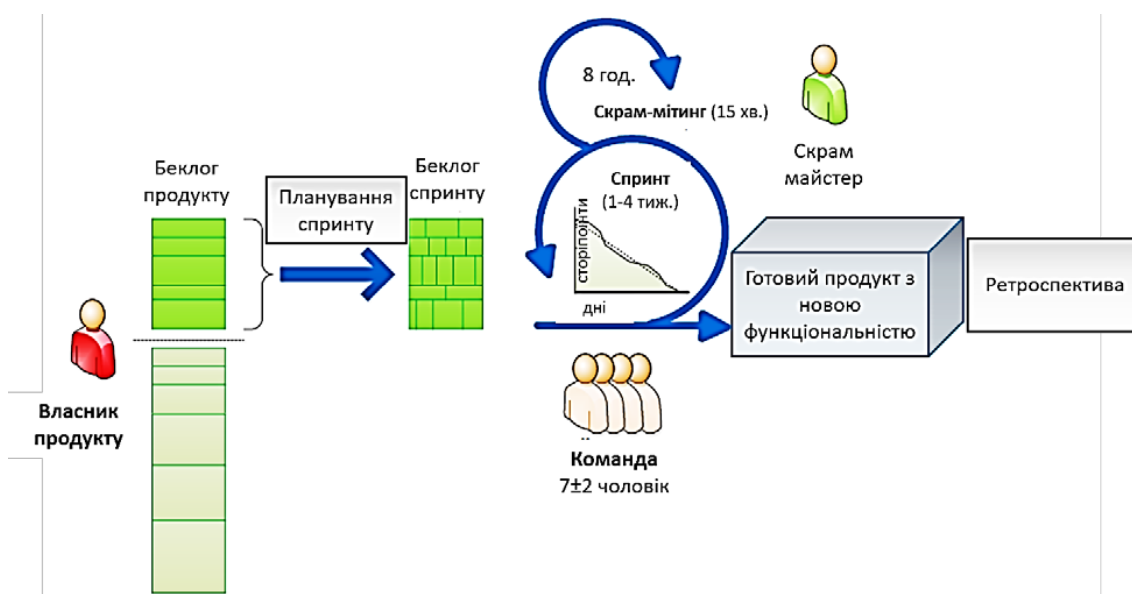 8 год.
Скрам-мітинг (15 хв.)
Скрам
майстер
Беклог
продукту
Планування
спринту
Беклог
спринту
Спринт
(1-4 тиж.)
сторіпоінти
дні
Готовий продукт з
новою
функціональністю
Ретроспектива
Власник
продукту
Команда
7±2 чоловік